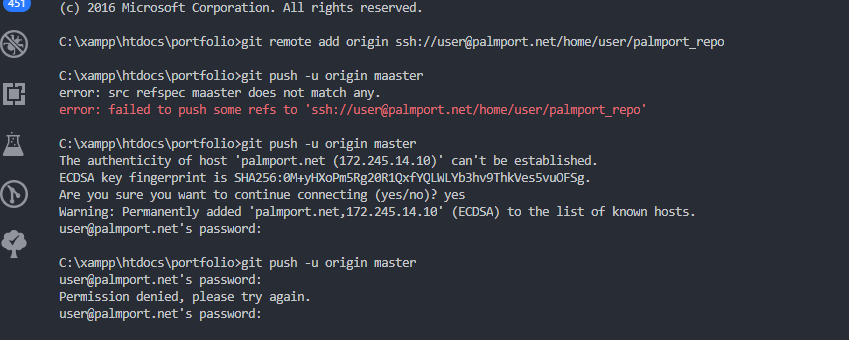 451
(c) 2016 Microsoft Corporation. All rights reserved.
C:\xampp\htdocs\portfolio>git remote add origin ssh://user@palmport.net/home/user/palmport_repo
C:\xampp\htdocs\portfolio>git push -u origin maaster
error: src refspec maaster does not match any.
error: failed to push some refs to 'ssh://user@palmport.net/home/user/palmport_repo'
C:\xampp\htdocs\portfolio>git push -u origin master
The authenticity of host 'palmport.net (172.245.14.10)' can't be established.
ECDSA key fingerprint is SHA256:0M+yHXoPm5Rg20R1QxfYQLWLYb3hv9ThkVes5vuOFSg.
Are you sure you want to continue connecting (yes/no)? yes
Warning: Permanently added 'palmport.net,172.245.14.10' (ECDSA) to the list of known hosts.
user@palmport.net's password:
C:\xampp\htdocs\portfolio>git push -u origin master
user@palmport.net's password:
Permission denied, please try again.
user@palmport.net's password: